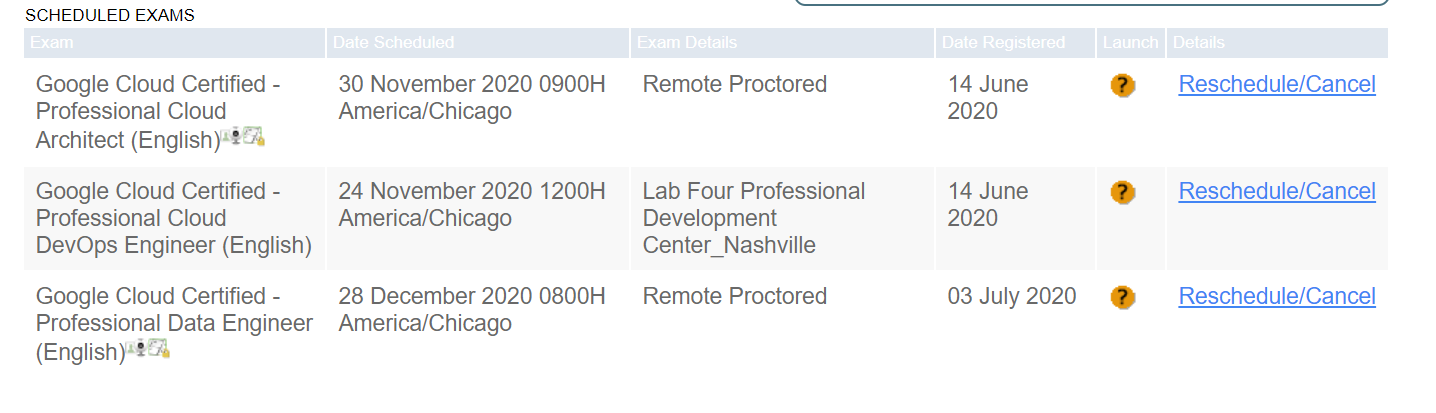 SCHEDULED EXAMS
Exam Date Scheduled Exam Details Date Registered Launch Details
Google Cloud Certified - 30 November 2020 0900H Remote Proctored 14 June ? Reschedule/Cancel
Professional Cloud America/Chicago 2020
Architect (English)
Google Cloud Certified - 24 November 2020 1200H Lab Four Professional 14 June ? Reschedule/Cancel
Professional Cloud America/Chicago Development 2020
DevOps Engineer (English) Center_Nashville
Google Cloud Certified - 28 December 2020 0800H Remote Proctored 03 July 2020 ? Reschedule/Cancel
Professional Data Engineer America/Chicago
(English)